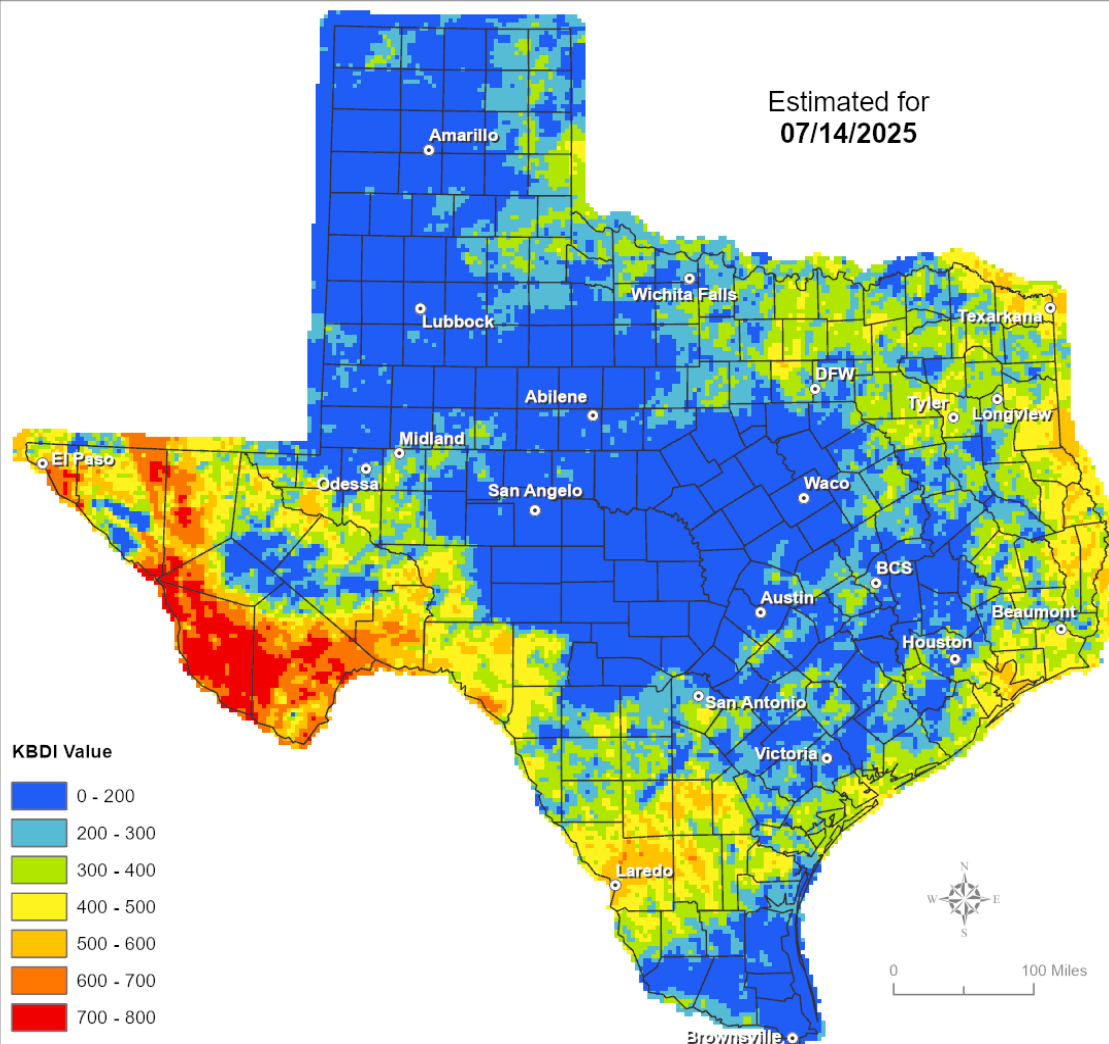 Estimated for
07/14/2025
Amarillo
Wichita Falls
Lubbock
Texarkana
DFW
Abilene
Tyler
Longview
Midland
El Paso
Odessa
San Angelo
Waco
BCS
Austin
Beaumont
Houston
San Antonio
Victoria
KBDI Value
0 - 200
200 - 300
300 - 400
400 - 500
500 - 600
600 - 700
700 - 800
Laredo
N
W E
S
0 100 Miles
Brownsville